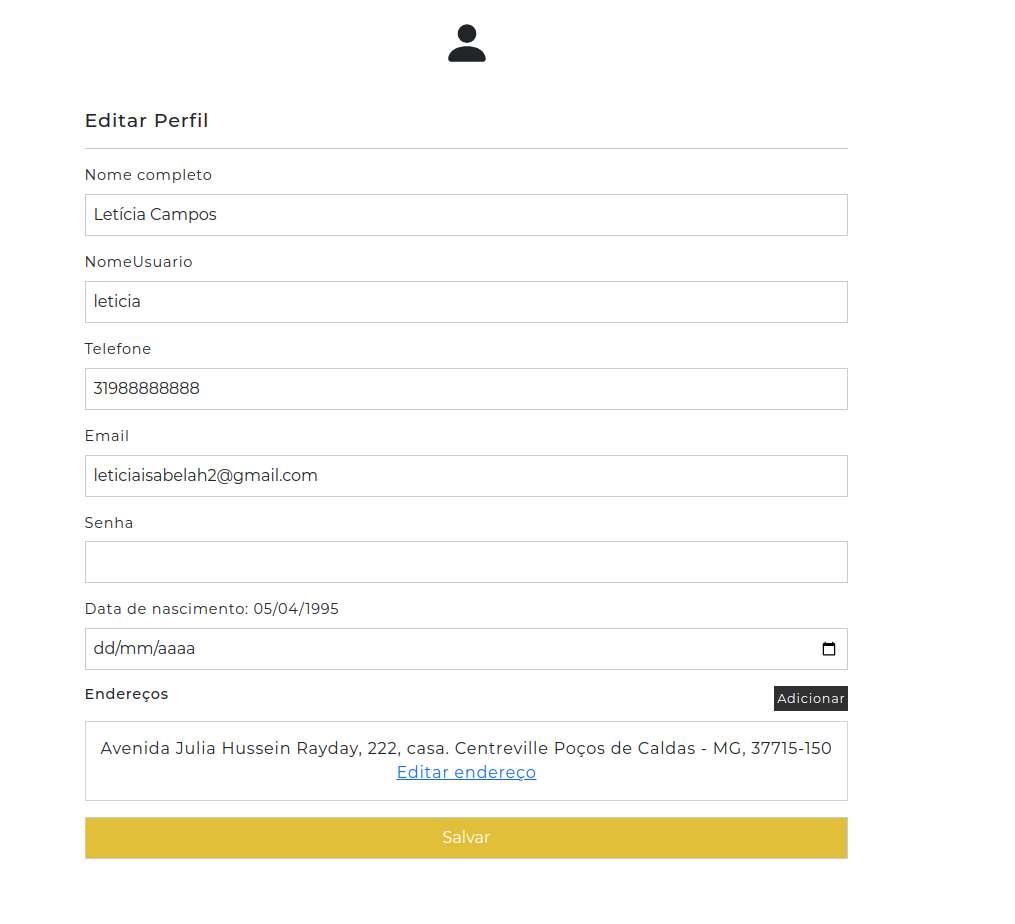 Editar Perfil
Nome completo
Letícia Campos
NomeUsuario
leticia
Telefone
31988888888
Email
leticiaisabelah2@gmail.com
Senha
Data de nascimento: 05/04/1995
dd/mm/aaaa
Endereços
Adicionar
Avenida Julia Hussein Rayday, 222, casa. Centreville Poços de Caldas - MG, 37715-150
Editar endereço
Salvar